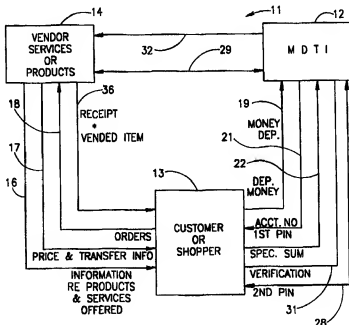 11
14
12
VENDOR
SERVICES
OR
PRODUCTS
MDTI
32
29
18
17
16
36
RECEIPT
+
VENDED ITEM
19
MONEY
DEP.
21
22
13
DEP.
MONEY
CUSTOMER
OR
SHOPPER
ORDERS
PRICE & TRANSFER INFO
INFORMATION
RE PRODUCTS
& SERVICES
OFFERED
ACCT. NO
1ST PIN
SPEC. SUM
VERIFICATION
2ND PIN
31
28